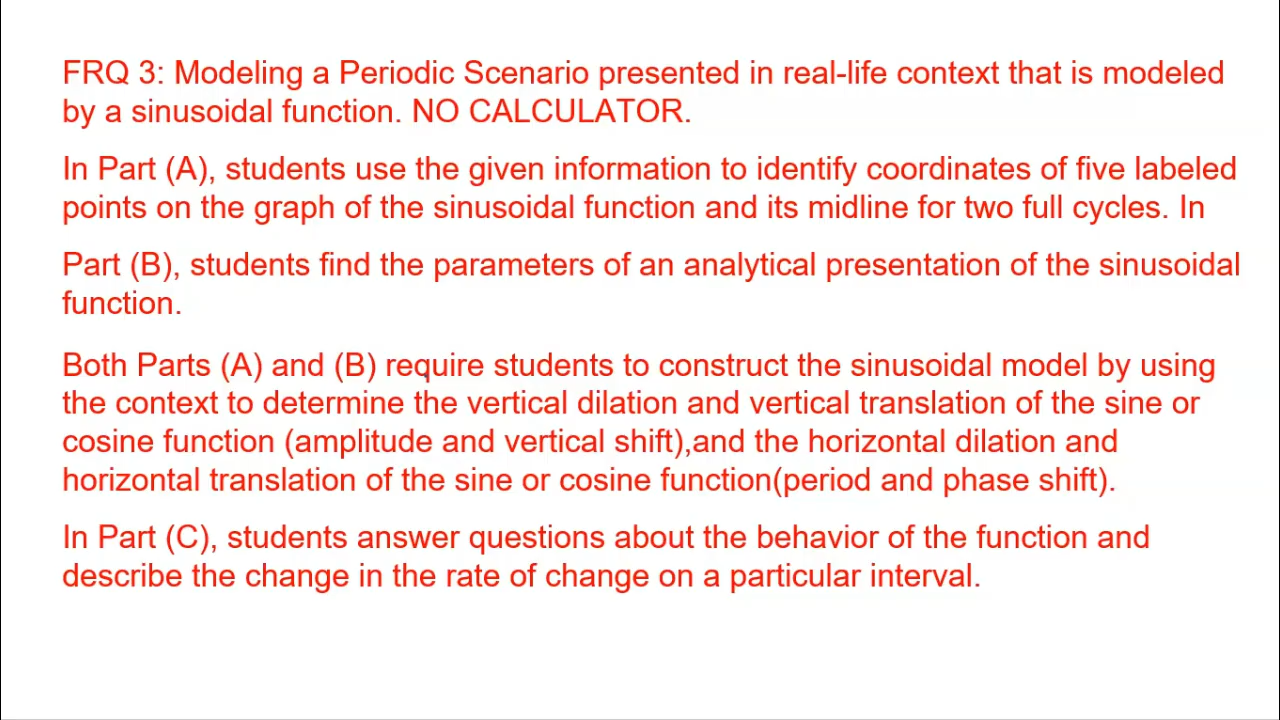 FRQ 3: Modeling a Periodic Scenario presented in real-life context that is modeled
by a sinusoidal function. NO CALCULATOR.
In Part (A), students use the given information to identify coordinates of five labeled
points on the graph of the sinusoidal function and its midline for two full cycles. In
Part (B), students find the parameters of an analytical presentation of the sinusoidal
function.
Both Parts (A) and (B) require students to construct the sinusoidal model by using
the context to determine the vertical dilation and vertical translation of the sine or
cosine function (amplitude and vertical shift),and the horizontal dilation and
horizontal translation of the sine or cosine function(period and phase shift).
In Part (C), students answer questions about the behavior of the function and
describe the change in the rate of change on a particular interval.